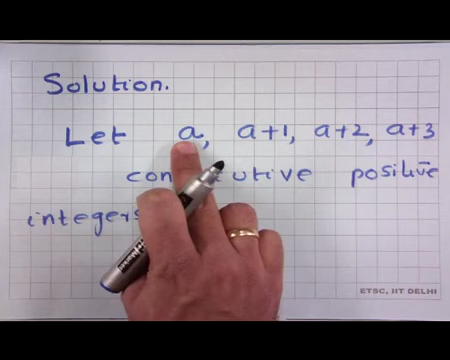 Solution.
Let a, a+1, a+2, a+3
positive
integers
ETSC, IIT DELHI